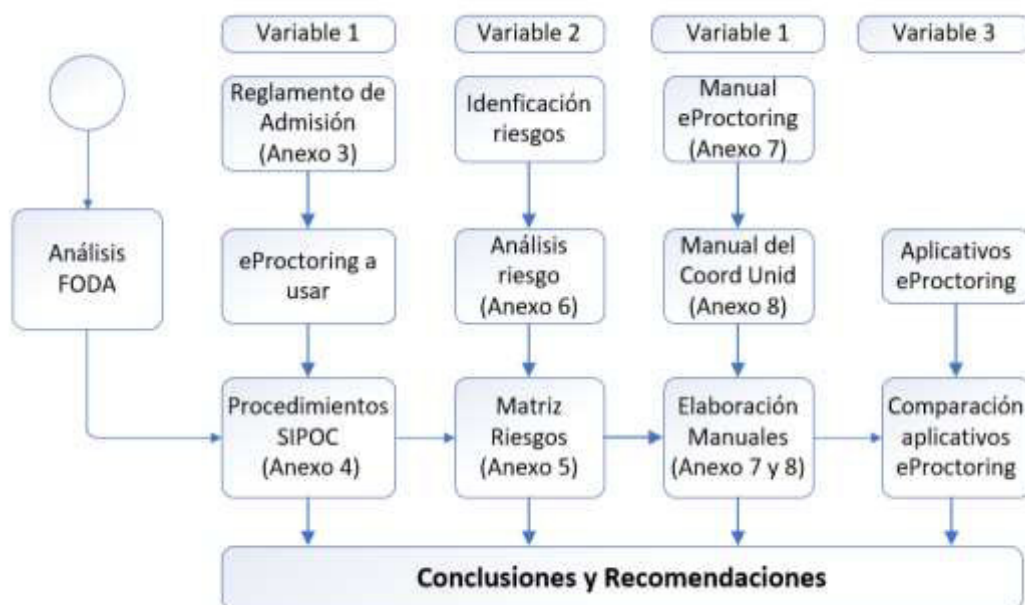 Variable 1
Variable 2
Variable 1
Variable 3
Reglamento de
Admisión
(Anexo 3)
Idenficación
riesgos
Manual
eProctoring
(Anexo 7)
Análisis
FODA
eProctoring a
usar
Análisis
riesgo
(Anexo 6)
Manual del
Coord Unid
(Anexo 8)
Aplicativos
eProctoring
Procedimientos
SIPOC
(Anexo 4)
Matriz
Riesgos
(Anexo 5)
Elaboración
Manuales
(Anexo 7 y 8)
Comparación
aplicativos
eProctoring
Conclusiones y Recomendaciones